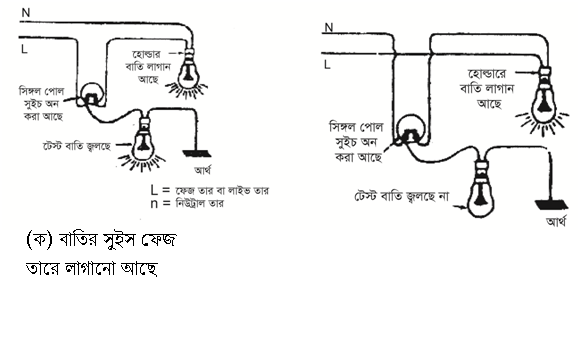 N
L
হোল্ডার
বাতি লাগান
আছে
সিঙ্গল পোল
সুইচ অন
করা আছে
টেস্ট বাতি জ্বলছে
আর্থ
L = ফেজ তার বা লাইভ তার
n = নিউট্রাল তার
(ক) বাতির সুইস ফেজ
তারে লাগানো আছে
N
L
হোল্ডারে
বাতি লাগান
আছে
সিঙ্গল পোল
সুইচ অন
করা আছে
টেস্ট বাতি জ্বলছে না
আর্থ